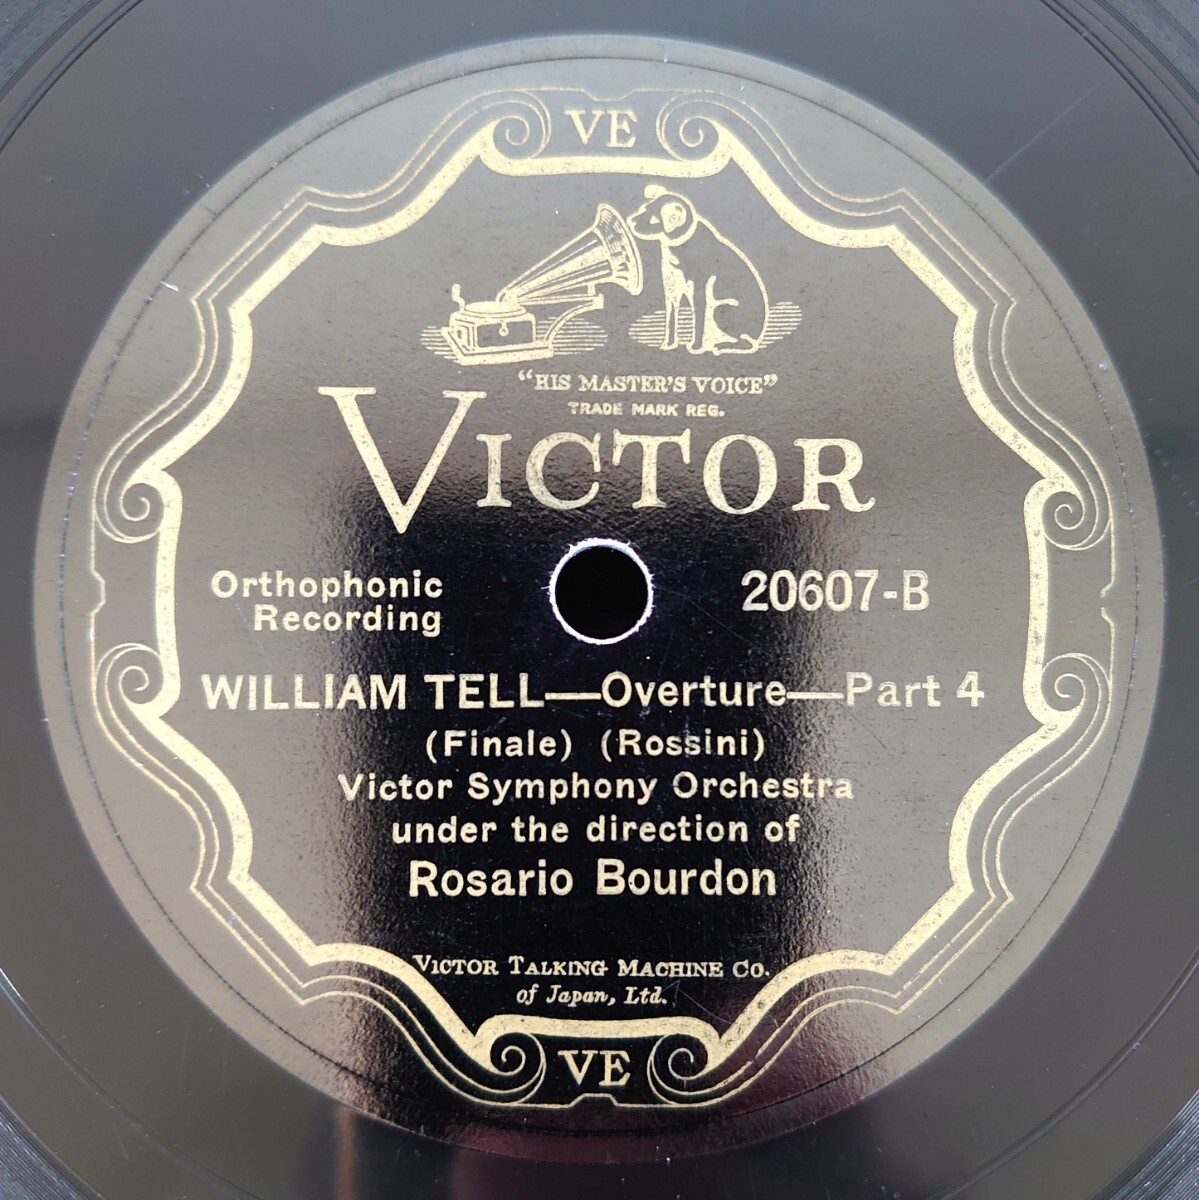 VE
“HIS MASTER'S VOICE”
TRADE MARK REG.
VICTOR
Orthophonic
Recording
20607-B
WILLIAM TELL—Overture—Part 4
(Finale) (Rossini)
Victor Symphony Orchestra
under the direction of
Rosario Bourdon
VICTOR TALKING MACHINE CO.
of Japan, Ltd.
VE